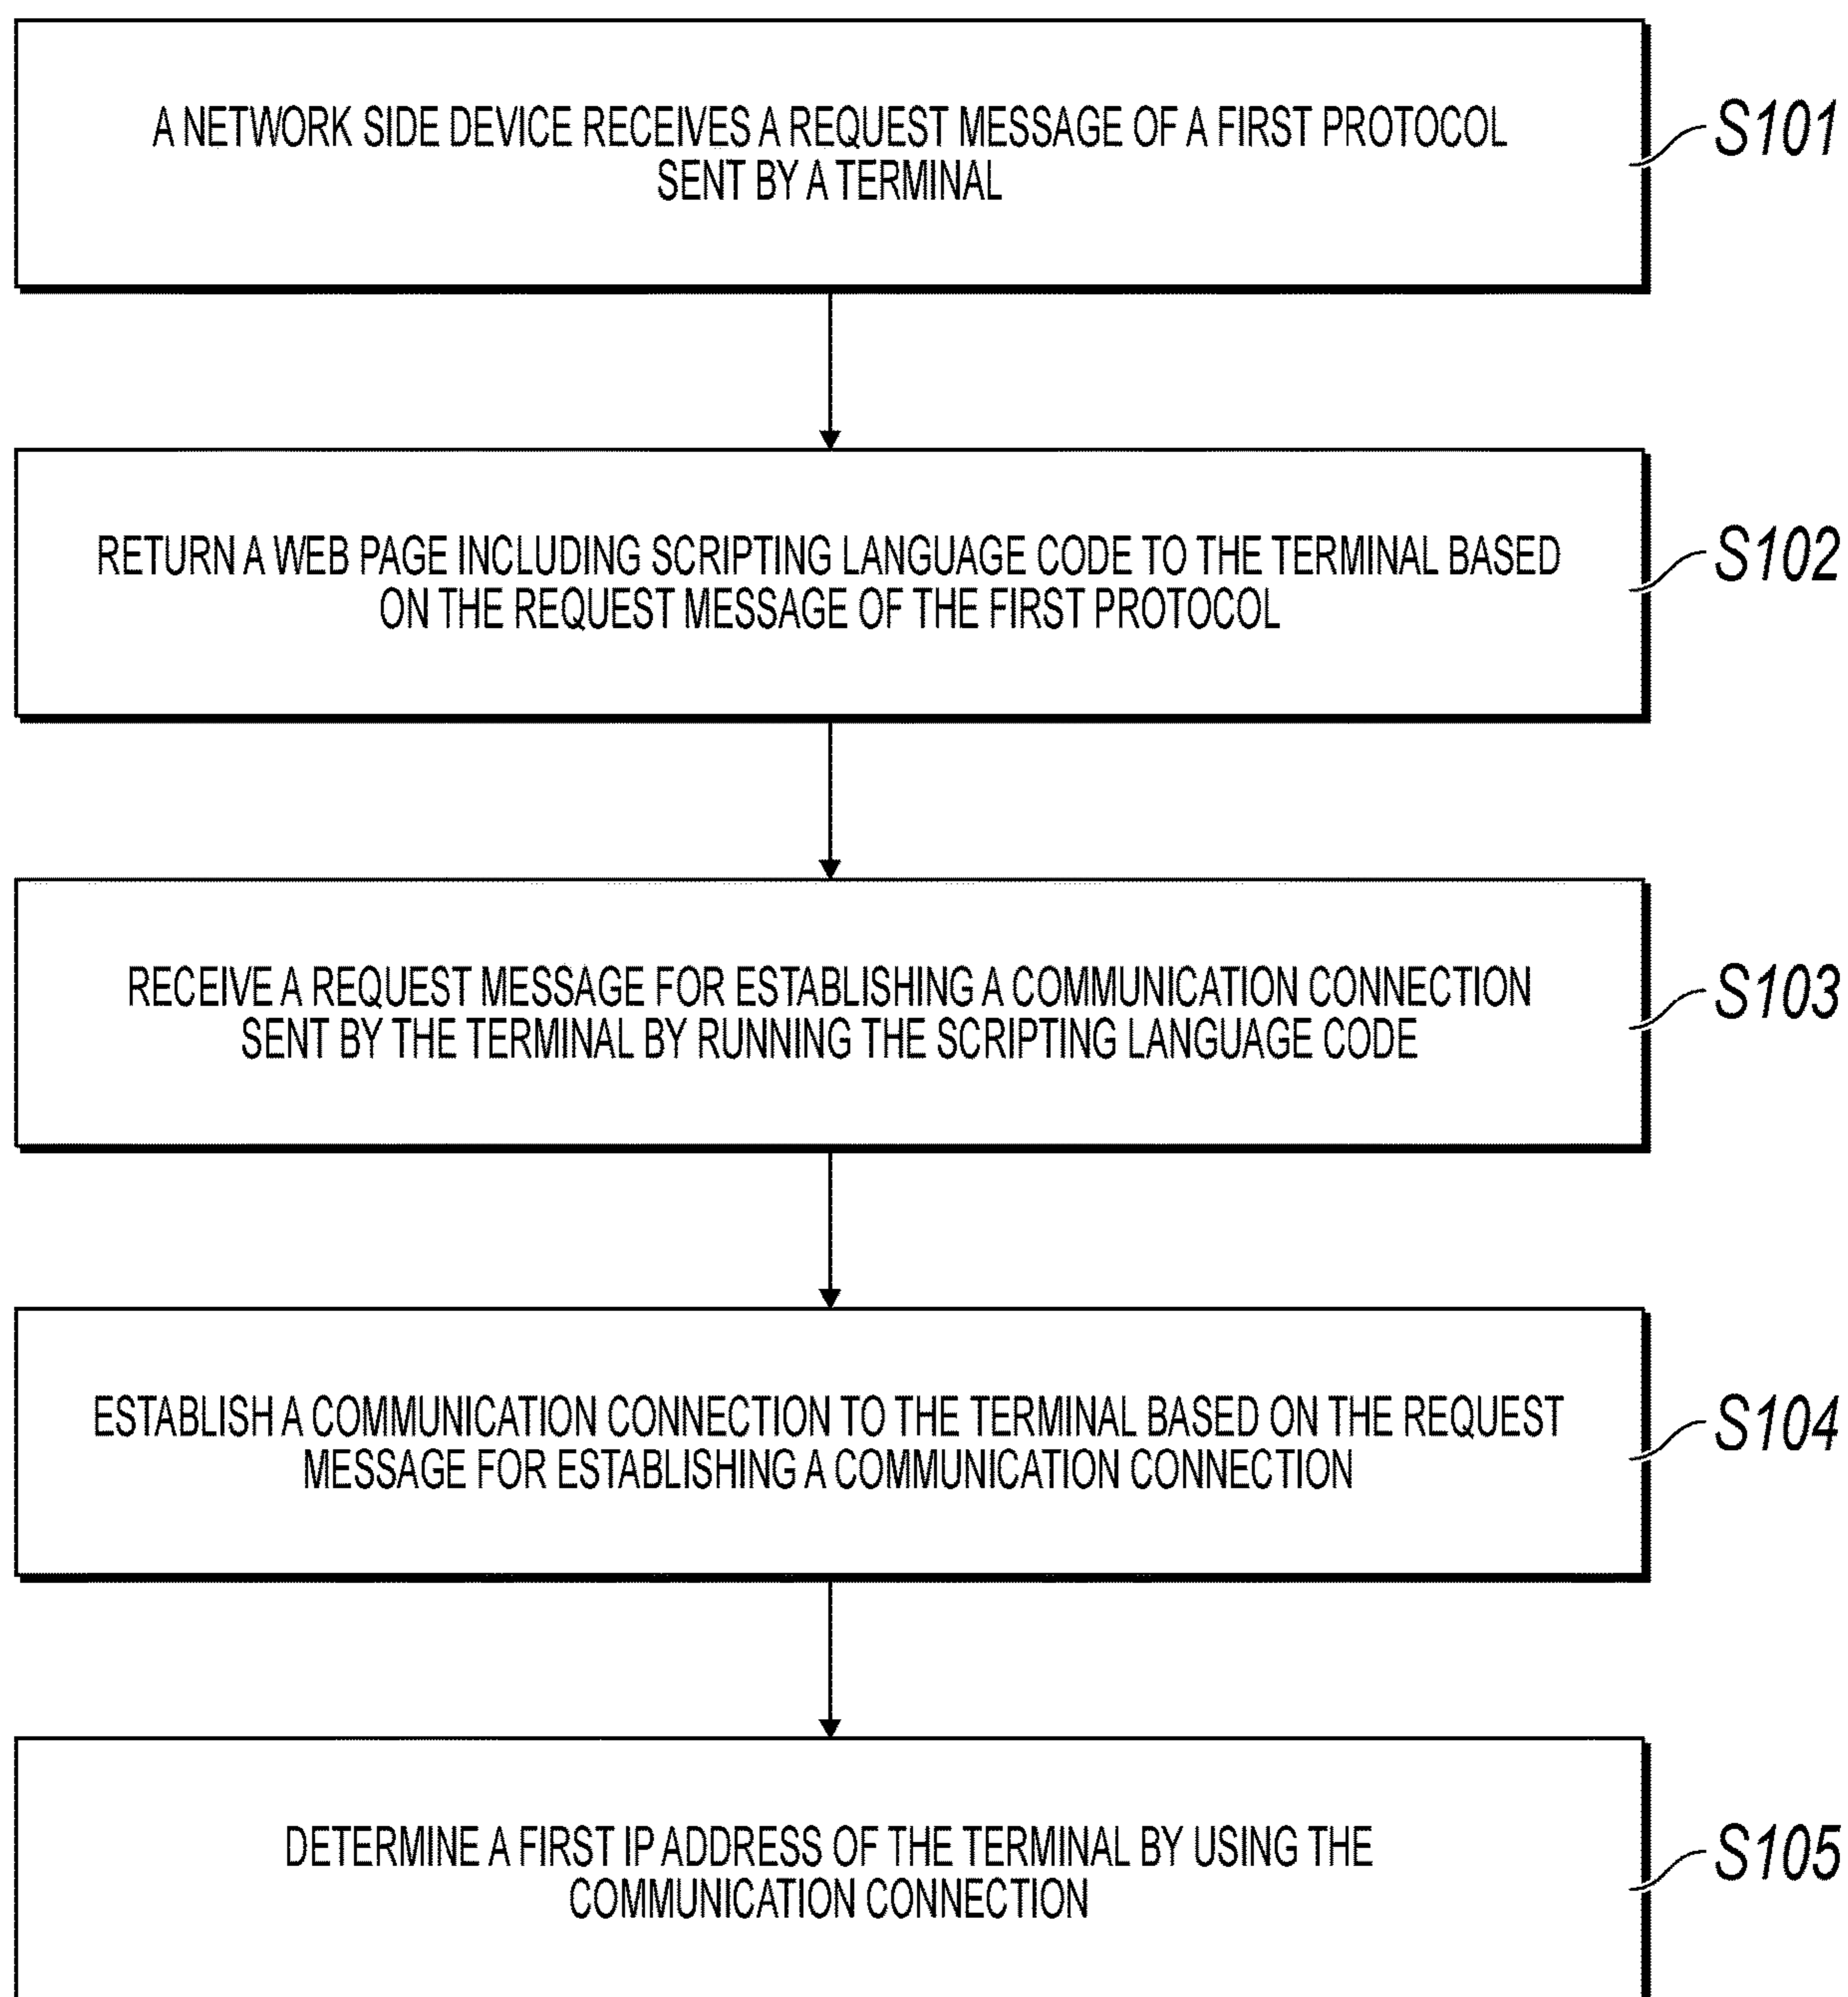 A NETWORK SIDE DEVICE RECEIVES A REQUEST MESSAGE OF A FIRST PROTOCOL
SENT BY A TERMINAL
S101
RETURN A WEB PAGE INCLUDING SCRIPTING LANGUAGE CODE TO THE TERMINAL BASED
ON THE REQUEST MESSAGE OF THE FIRST PROTOCOL
S102
RECEIVE A REQUEST MESSAGE FOR ESTABLISHING A COMMUNICATION CONNECTION
SENT BY THE TERMINAL BY RUNNING THE SCRIPTING LANGUAGE CODE
S103
ESTABLISH A COMMUNICATION CONNECTION TO THE TERMINAL BASED ON THE REQUEST
MESSAGE FOR ESTABLISHING A COMMUNICATION CONNECTION
S104
DETERMINE A FIRST IP ADDRESS OF THE TERMINAL BY USING THE
COMMUNICATION CONNECTION
S105